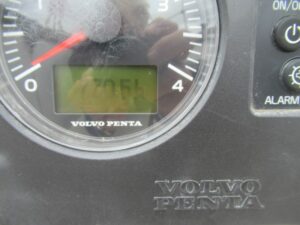 ON/O
1
3
0
4
VOLVO PENTA
ALARM
VOLVO
PENTA